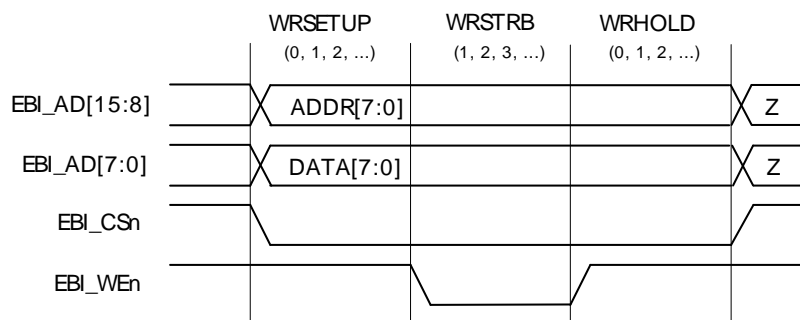 WRSETUP WRSTRB WRHOLD
(0, 1, 2, ...) (1, 2, 3, ...) (0, 1, 2, ...)
EBI_AD[15:8] ADDR[7:0] Z
EBI_AD[7:0] DATA[7:0] Z
EBI_CSn
EBI_WEn